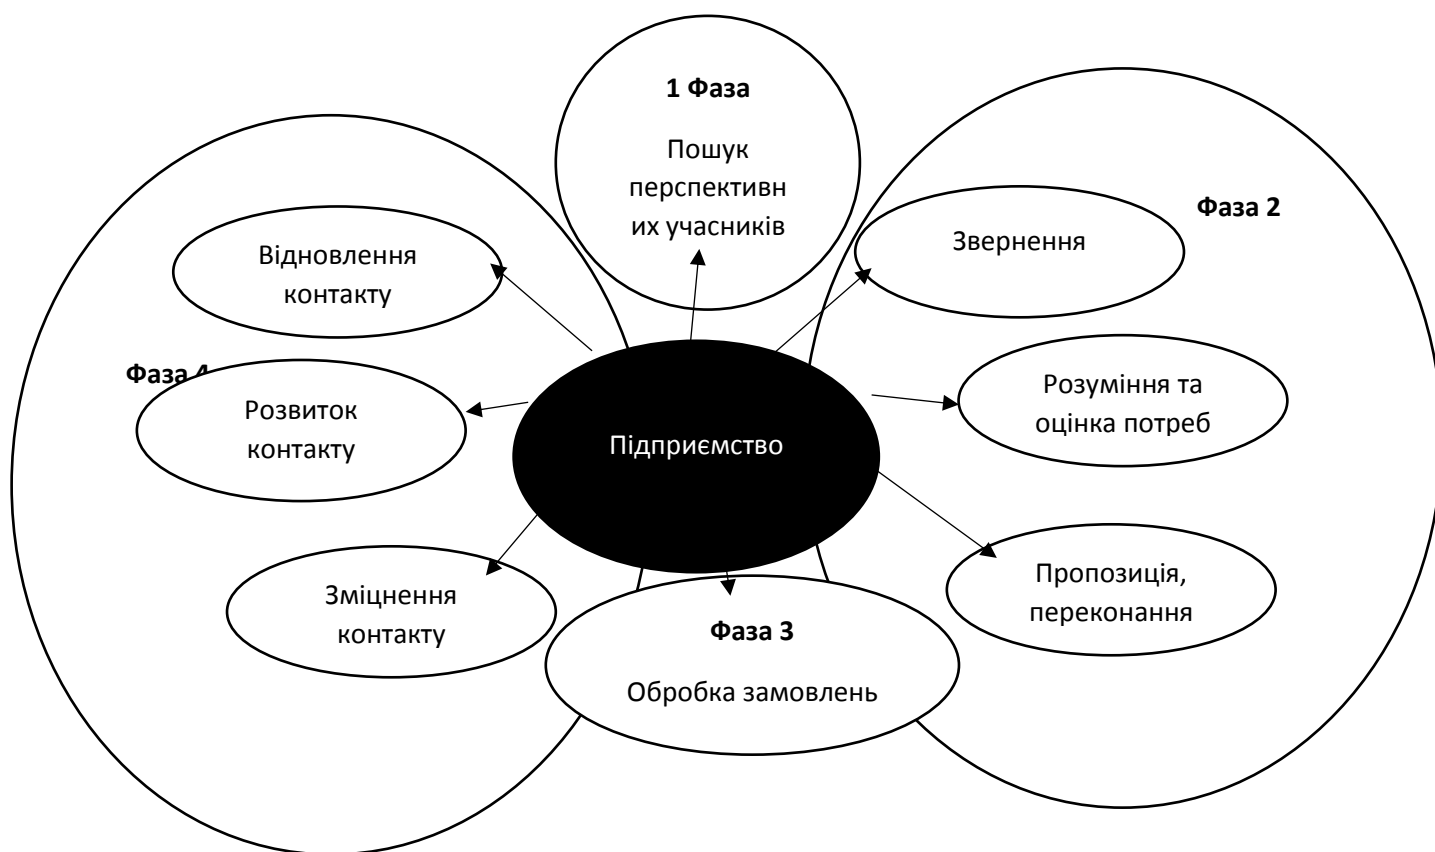 1 Фаза
Пошук
перспективн
их учасників
Фаза 2
Звернення
Розуміння та
оцінка потреб
Пропозиція,
переконання
Фаза 3
Обробка замовлень
Фаза 4
Відновлення
контакту
Розвиток
контакту
Зміцнення
контакту
Підприємство